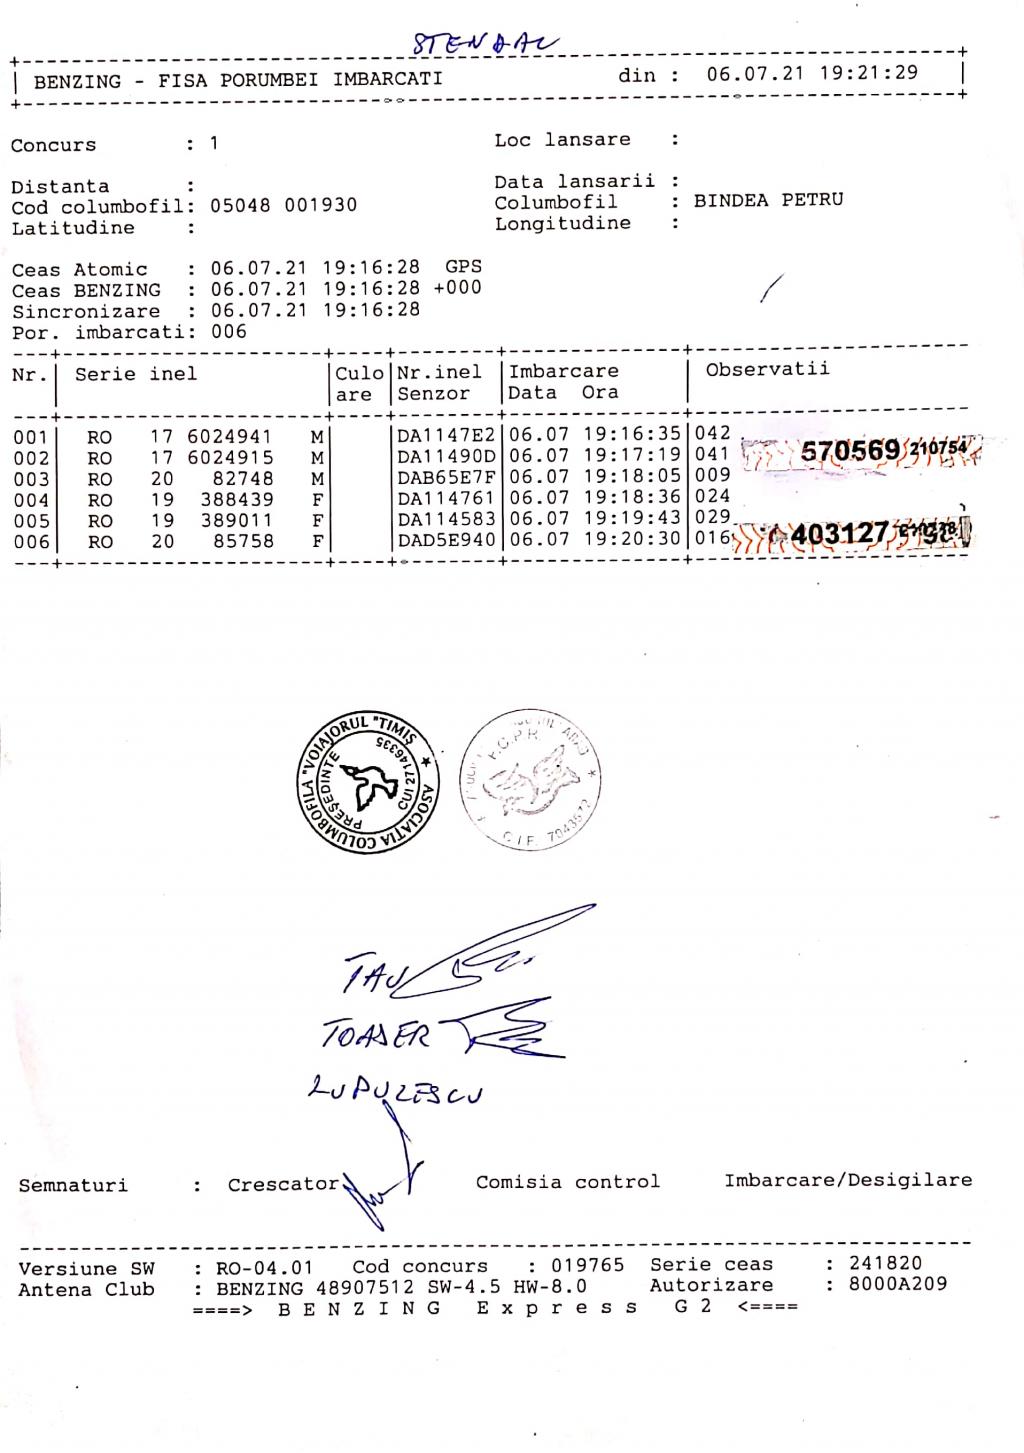 STENDAL
BENZING - FISA PORUMBEI IMBARCATI din : 06.07.21 19:21:29
Concurs : 1 Loc lansare :
Distanta : Data lansarii :
Cod columbofil: 05048 001930 Columbofil : BINDEA PETRU
Latitudine : Longitudine :
Ceas Atomic : 06.07.21 19:16:28 GPS
Ceas BENZING : 06.07.21 19:16:28 +000
Sincronizare : 06.07.21 19:16:28
Por. imbarcati: 006
Nr. Serie inel Culo Nr.inel Imbarcare Observatii
are Senzor Data Ora
001 RO 17 6024941 M DA1147E2 06.07 19:16:35 042
002 RO 17 6024915 M DA11490D 06.07 19:17:19 041 570569 210754
003 RO 20 82748 M DAB65E7F 06.07 19:18:05 009
004 RO 19 388439 F DA114761 06.07 19:18:36 024
005 RO 19 389011 F DA114583 06.07 19:19:43 029
006 RO 20 85758 F DAD5E940 06.07 19:20:30 016 403127
ASOCIATIA COLUMBOFILA "VOIAJORUL "TIMIŞ
PREŞEDINTE CUI 27146335
F.C.P.R.
C.I.F. 7043572
TAU
TOADER
LUPULESCU
Semnaturi : Crescator Comisia control Imbarcare/Desigilare
Versiune SW : RO-04.01 Cod concurs : 019765 Serie ceas : 241820
Antena Club : BENZING 48907512 SW-4.5 HW-8.0 Autorizare : 8000A209
====> B E N Z I N G E x p r e s s G 2 <====